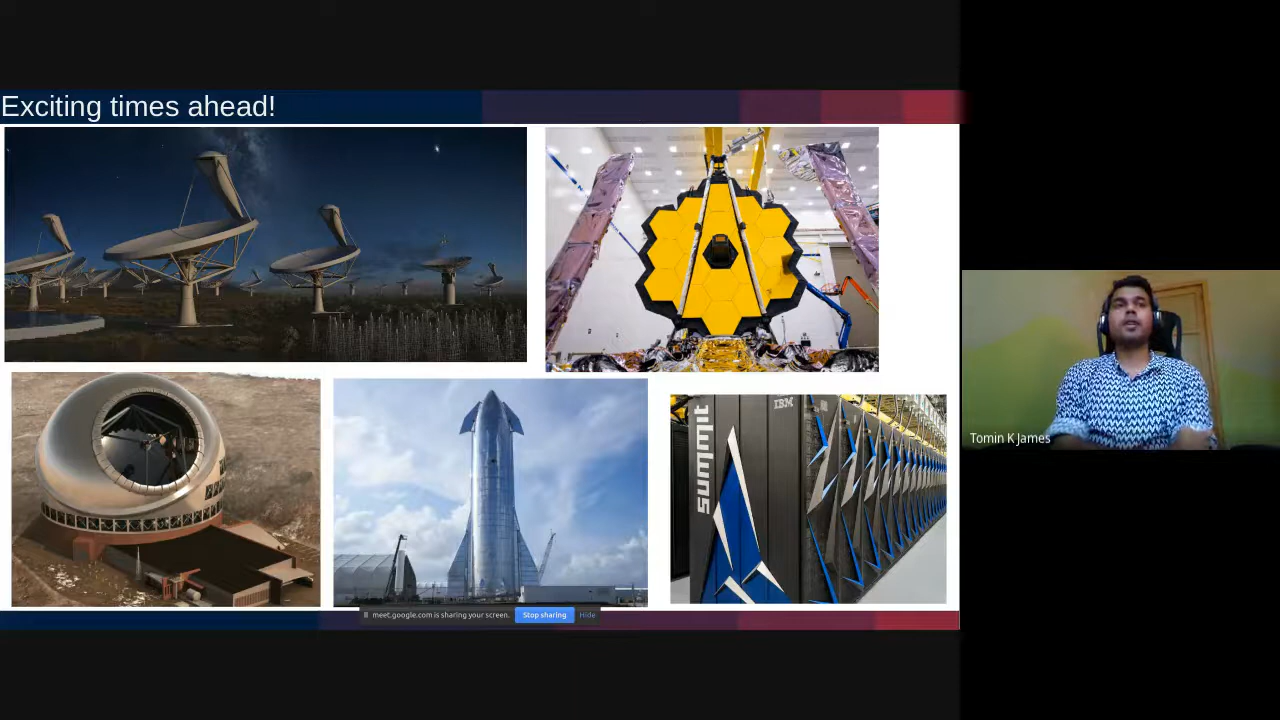 Exciting times ahead!
IBM
summit
Tomin K James
meet.google.com is sharing your screen.
Stop sharing
Hide